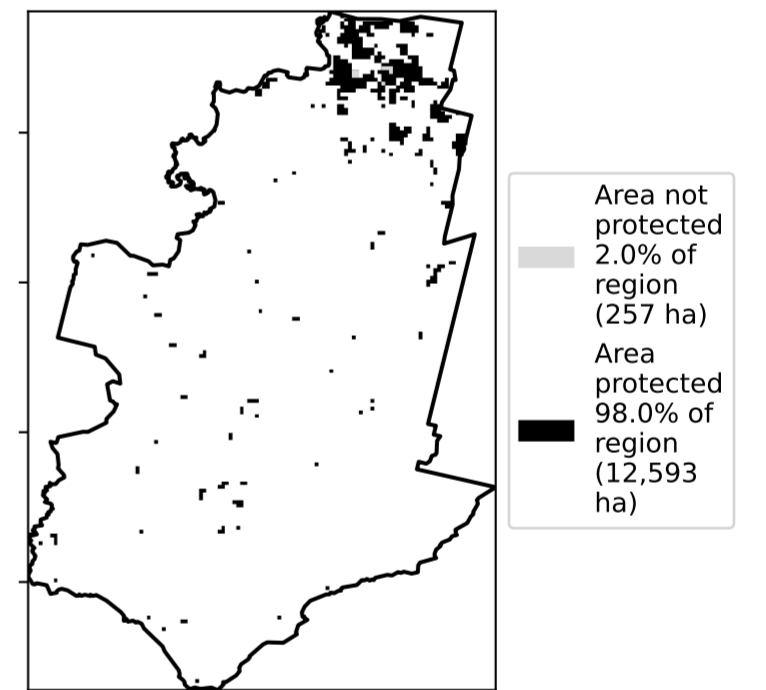 Area not
protected
2.0% of
region
(257 ha)
Area
protected
98.0% of
region
(12,593
ha)